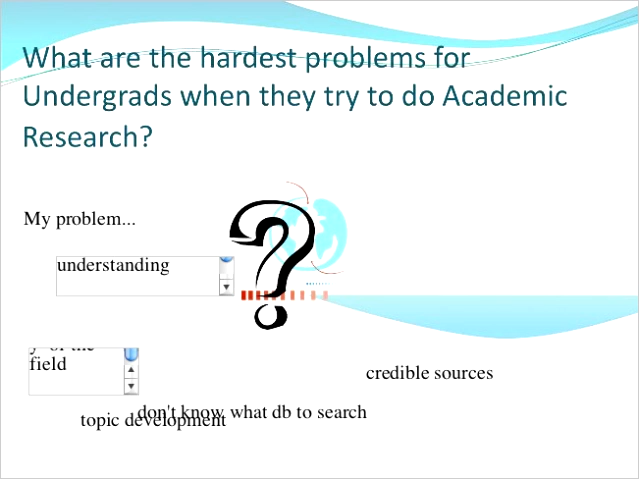 What are the hardest problems for
Undergrads when they try to do Academic
Research?
My problem...
understanding
of the
field
credible sources
don't know what db to search
topic development